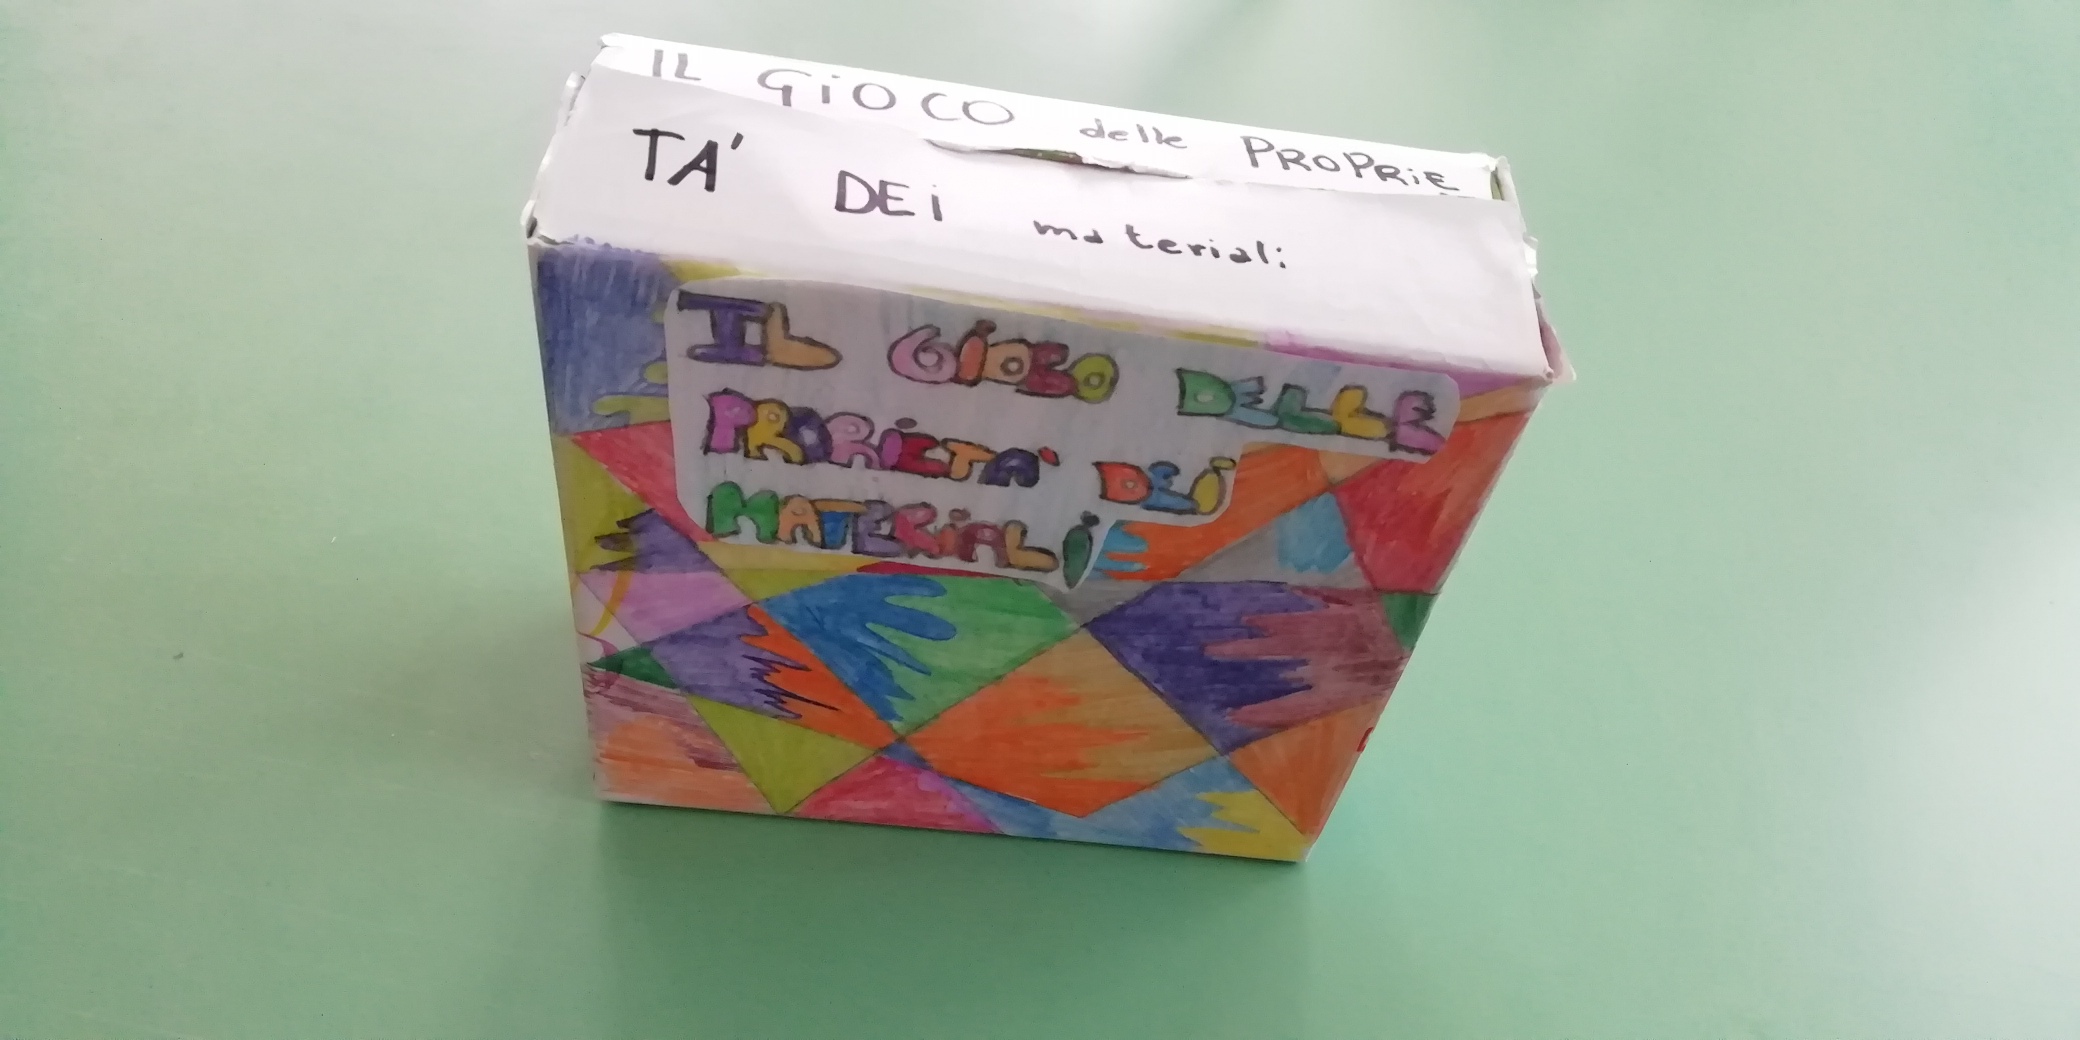 IL GiOCO delle PROPRiE
TA' DEi materiali
IL GiOCO DELLE
PRORiETA' DEi
MATERiALi